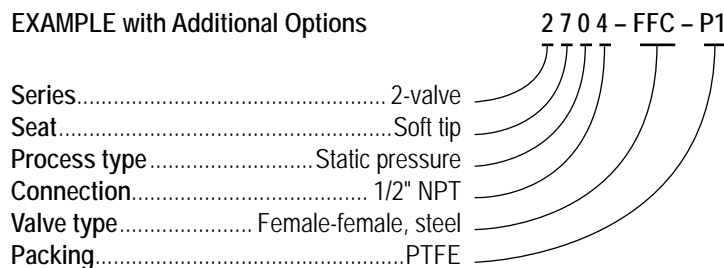 EXAMPLE with Additional Options 2 7 0 4 – FFC – P1
Series.................................................. 2-valve
Seat......................................................Soft tip
Process type..........................Static pressure
Connection...................................... 1/2" NPT
Valve type..................... Female-female, steel
Packing..................................................PTFE